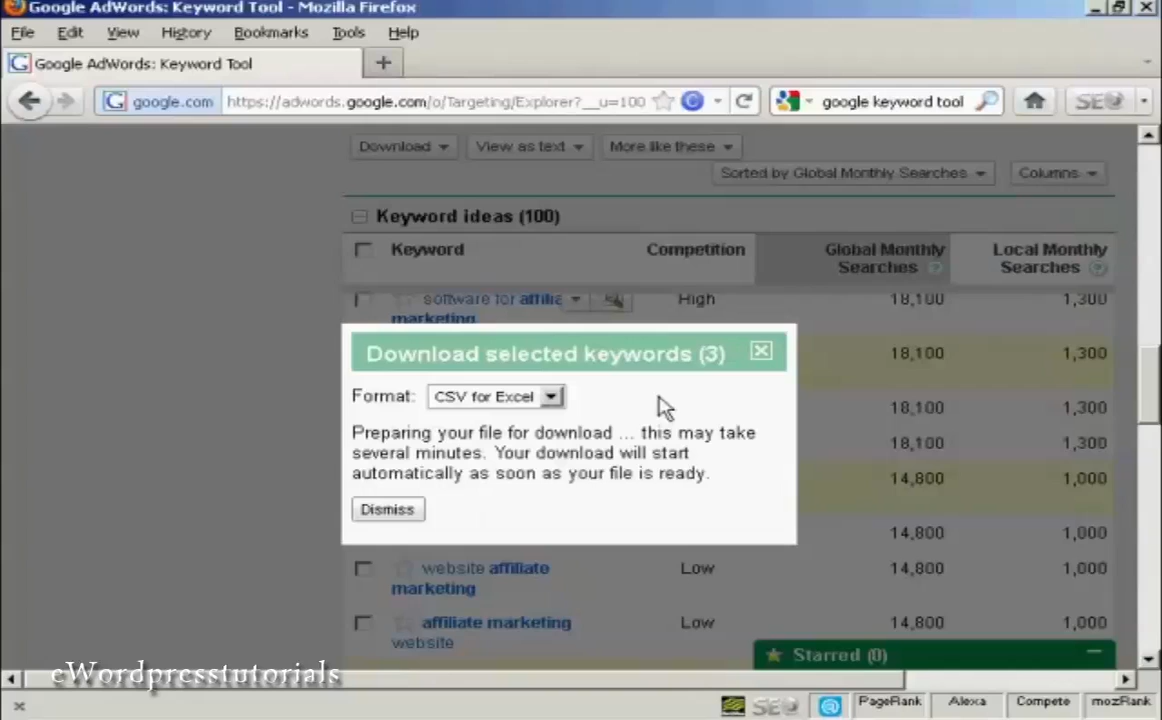 Google AdWords: Keyword Tool - Mozilla Firefox
File Edit View History Bookmarks Tools Help
Google AdWords: Keyword Tool +
google.com https://adwords.google.com/o/Targeting/Explorer?__u=100 google keyword tool SEO
Download View as text More like these
Sorted by Global Monthly Searches Columns
Keyword ideas (100)
Keyword Competition Global Monthly Searches ? Local Monthly Searches ?
software for affilia High 18,100 1,300
marketing
Download selected keywords (3)
18,100 1,300
Format: CSV for Excel
18,100 1,300
Preparing your file for download ... this may take
18,100 1,300
several minutes. Your download will start
automatically as soon as your file is ready.
14,800 1,000
Dismiss
14,800 1,000
website affiliate Low 14,800 1,000
marketing
affiliate marketing Low 14,800 1,000
website
Starred (0)
eWordpresstutorials
SEO PageRank Alexa Compete mozRank